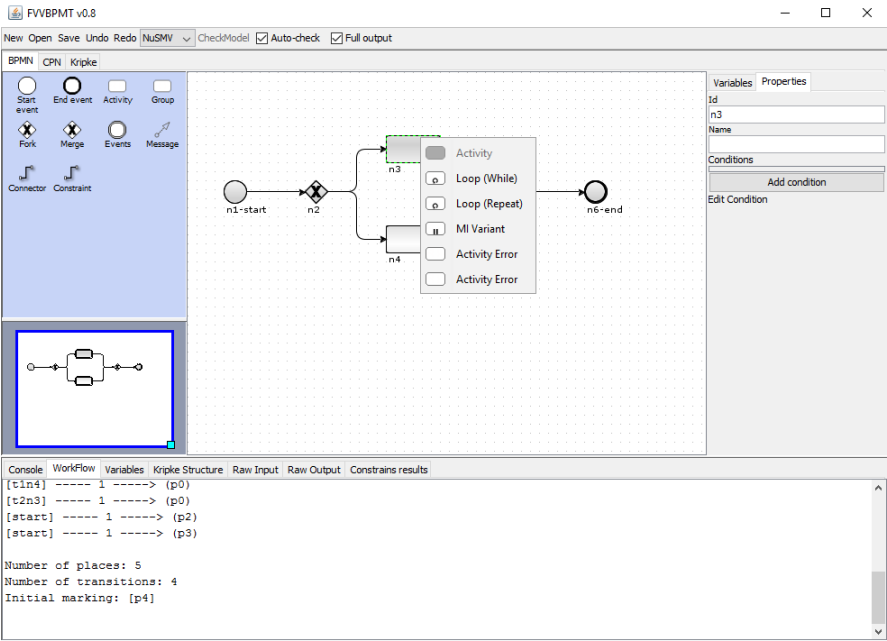 FVVBPMT v0.8
New Open Save Undo Redo NuSMV CheckModel Auto-check Full output
BPMN CPN Kripke
Start event
End event
Activity
Group
Fork
Merge
Events
Message
Connector
Constraint
n1-start
n2
n3
n4
n6-end
Activity
Loop (While)
Loop (Repeat)
MI Variant
Activity Error
Activity Error
Variables Properties
Id
n3
Name
Conditions
Add condition
Edit Condition
Console WorkFlow Variables Kripke Structure Raw Input Raw Output Constrains results
[t1n4] ----- 1 -----> (p0)
[t2n3] ----- 1 -----> (p0)
[start] ----- 1 -----> (p2)
[start] ----- 1 -----> (p3)
Number of places: 5
Number of transitions: 4
Initial marking: [p4]